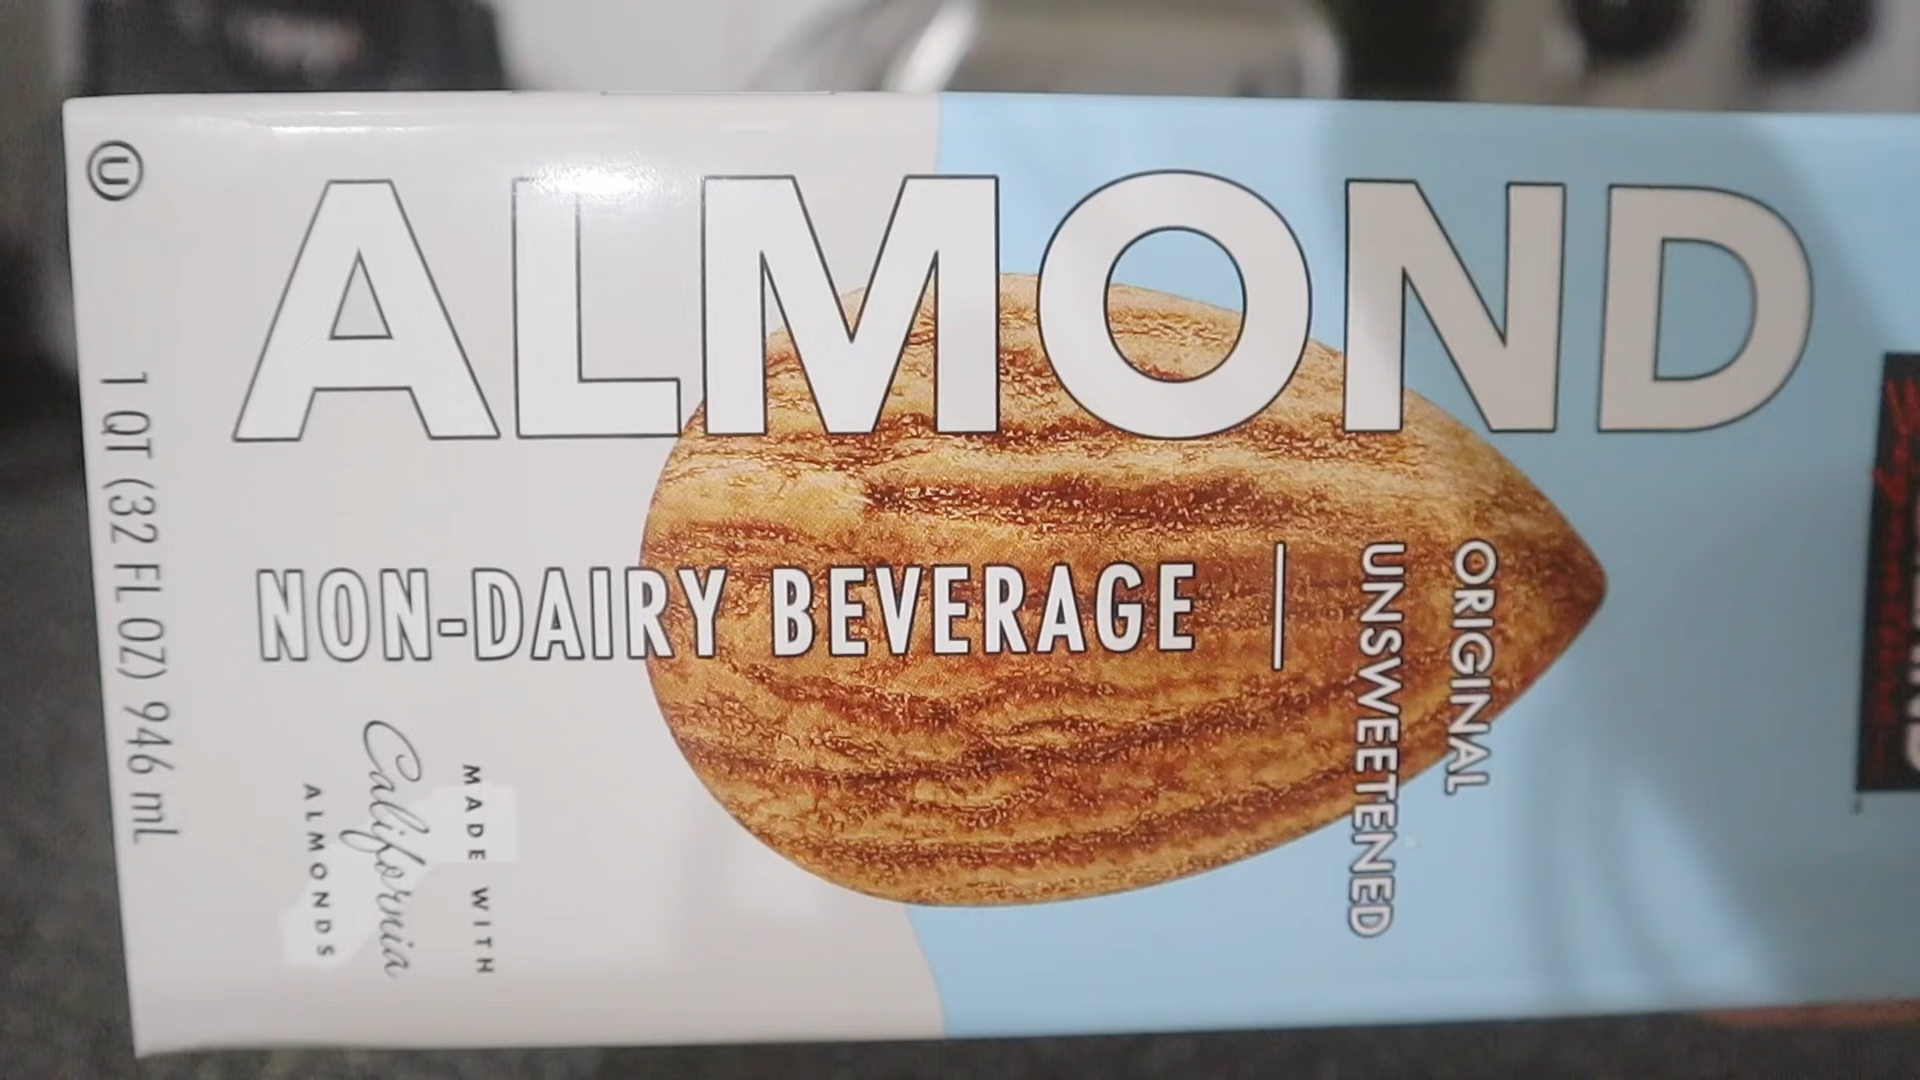 ALMOND
NON-DAIRY BEVERAGE
ORIGINAL
UNSWEETENED
MADE WITH
California
ALMONDS
U
1 QT (32 FL OZ) 946 mL